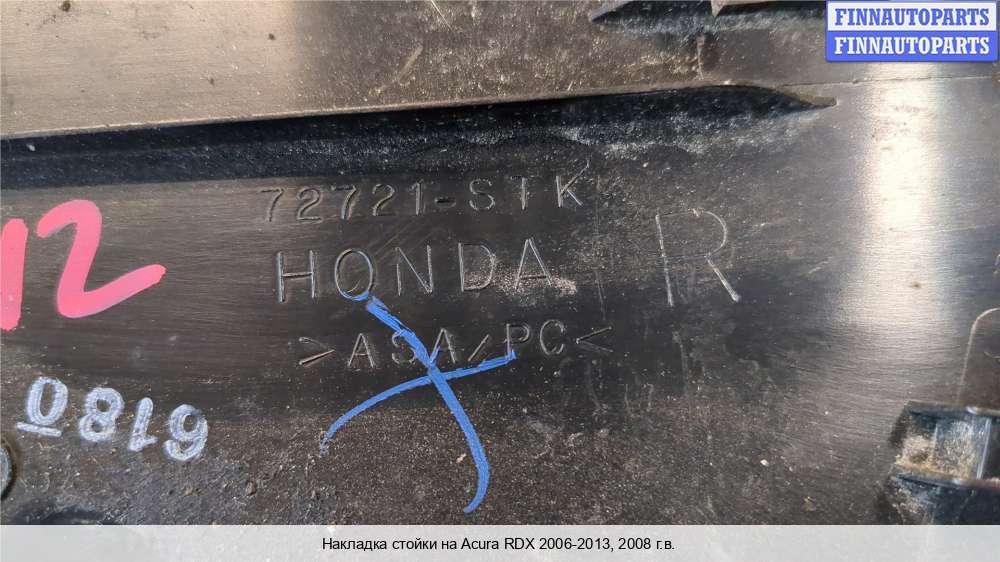 FINNAUTOPARTS
FINNAUTOPARTS
72721-STK
HONDA R
>ASA/PC<
12
0819
Накладка стойки на Acura RDX 2006-2013, 2008 г.в.